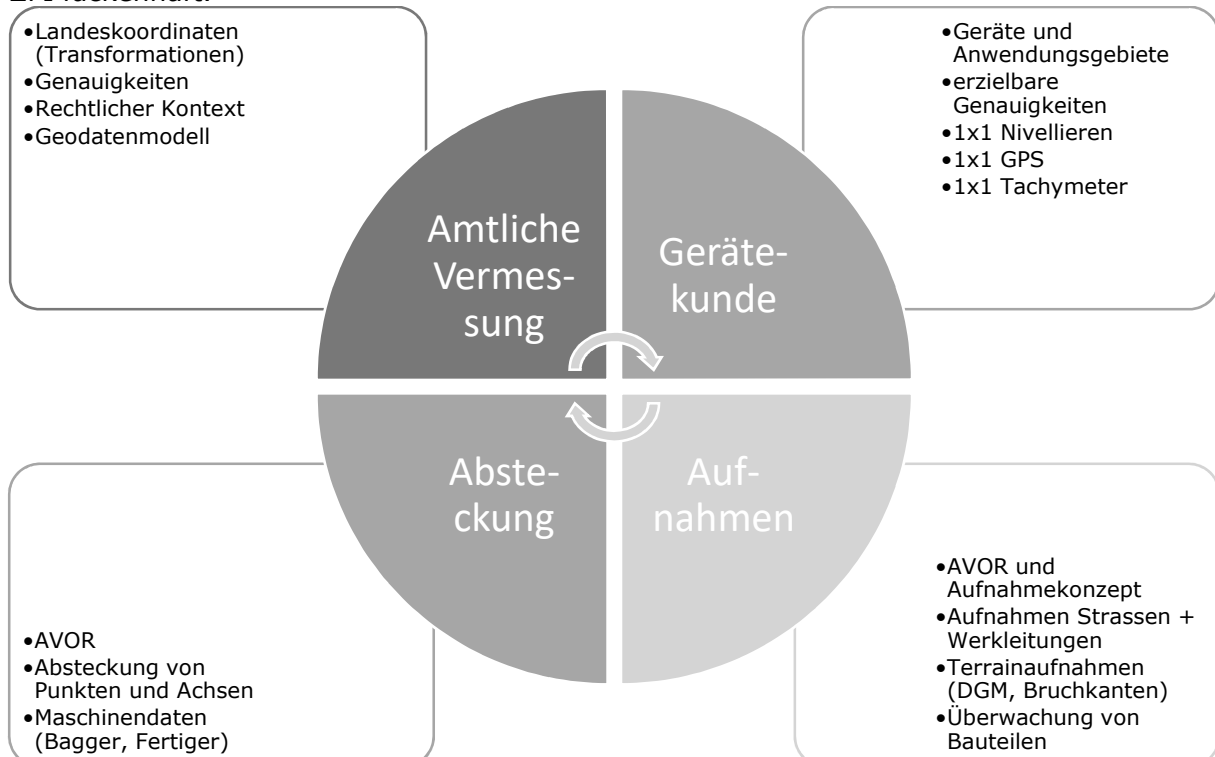 •Landeskoordinaten
(Transformationen)
•Genauigkeiten
•Rechtlicher Kontext
•Geodatenmodell
•Geräte und
Anwendungsgebiete
•erzielbare
Genauigkeiten
•1x1 Nivellieren
•1x1 GPS
•1x1 Tachymeter
Amtliche
Vermes-
sung
Geräte-
kunde
Abste-
ckung
Auf-
nahmen
•AVOR
•Absteckung von
Punkten und Achsen
•Maschinendaten
(Bagger, Fertiger)
•AVOR und
Aufnahmekonzept
•Aufnahmen Strassen +
Werkleitungen
•Terrainaufnahmen
(DGM, Bruchkanten)
•Überwachung von
Bauteilen